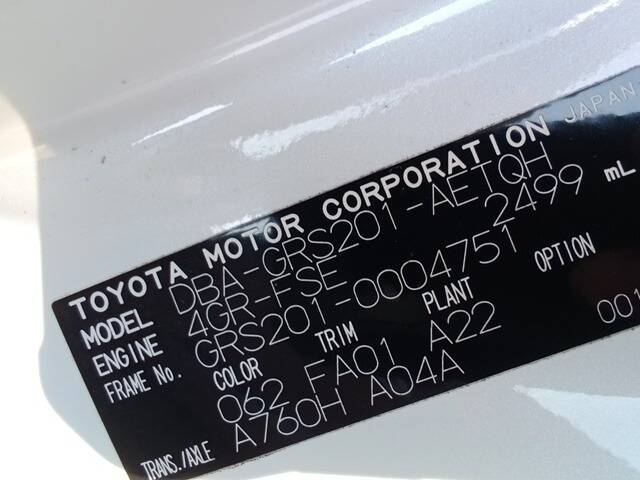 TOYOTA MOTOR CORPORATION JAPAN
MODEL DBA-GRS201-AETQH
ENGINE 4GR-FSE 2499 mL
FRAME No. GRS201-0004751
COLOR TRIM PLANT OPTION
062 FA01 A22 001
TRANS./AXLE A760H A04A